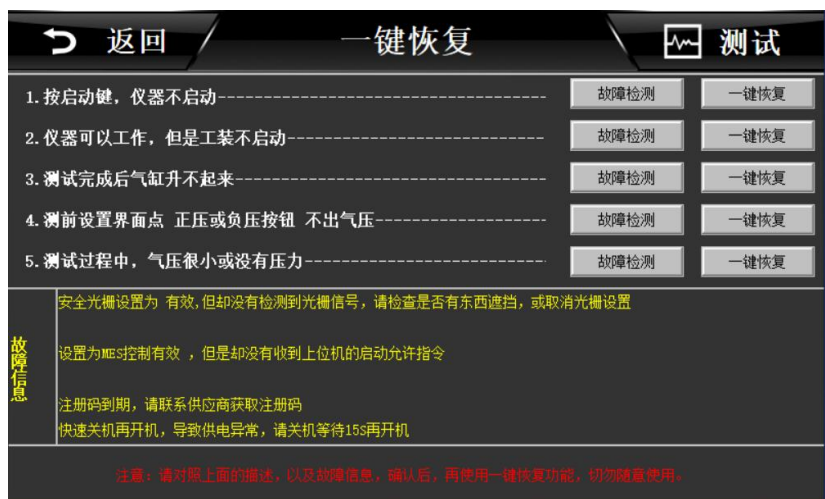 返回
一键恢复
测试
1.按启动键，仪器不启动----------------------------------- 故障检测 一键恢复
2.仪器可以工作，但是工装不启动--------------------------- 故障检测 一键恢复
3.测试完成后气缸升不起来--------------------------------- 故障检测 一键恢复
4.测前设置界面点 正压或负压按钮 不出气压------------------ 故障检测 一键恢复
5.测试过程中，气压很小或没有压力-------------------------- 故障检测 一键恢复
故障信息
安全光栅设置为 有效,但却没有检测到光栅信号，请检查是否有东西遮挡，或取消光栅设置
设置为MES控制有效 ，但是却没有收到上位机的启动允许指令
注册码到期，请联系供应商获取注册码
快速关机再开机，导致供电异常，请关机等待15S再开机
注意：请对照上面的描述，以及故障信息，确认后，再使用一键恢复功能，切勿随意使用。